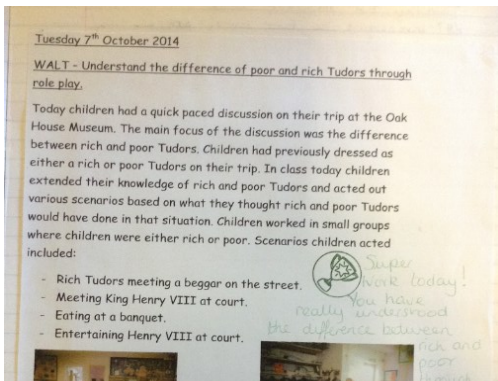 Tuesday 7th October 2014
WALT - Understand the difference of poor and rich Tudors through
role play.
Today children had a quick paced discussion on their trip at the Oak
House Museum. The main focus of the discussion was the difference
between rich and poor Tudors. Children had previously dressed as
either a rich or poor Tudors on their trip. In class today children
extended their knowledge of rich and poor Tudors and acted out
various scenarios based on what they thought rich and poor Tudors
would have done in that situation. Children worked in small groups
where children were either rich or poor. Scenarios children acted
included:
- Rich Tudors meeting a beggar on the street.
- Meeting King Henry VIII at court.
- Eating at a banquet.
- Entertaining Henry VIII at court.
Super
work today!
You have
really understood
the difference between
rich and
poor